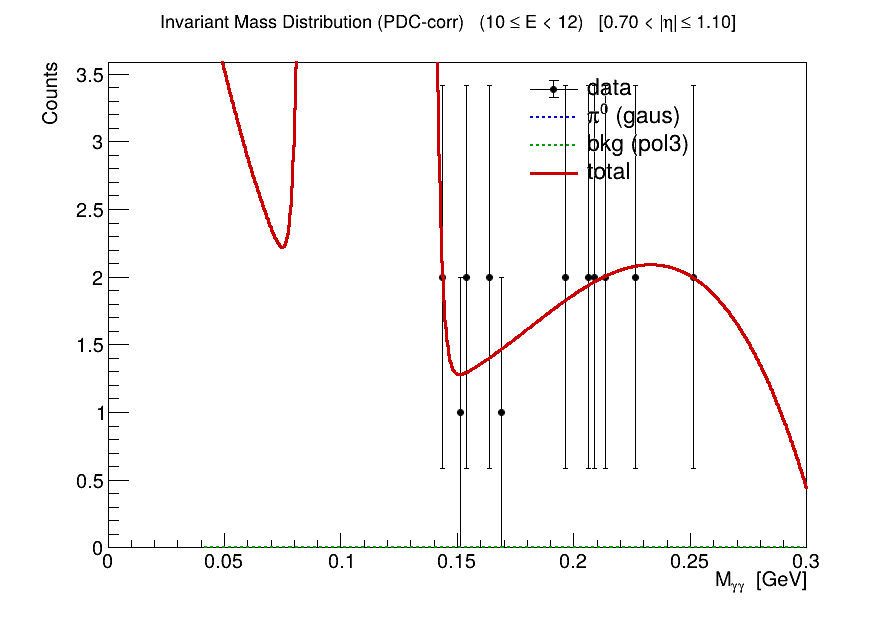 Invariant Mass Distribution (PDC-corr) (10 ≤ E < 12) [0.70 < |η| ≤ 1.10]
Counts
3.5
3
2.5
2
1.5
1
0.5
0
data
π⁰ (gaus)
bkg (pol3)
total
0 0.05 0.1 0.15 0.2 0.25 0.3
M_γγ [GeV]